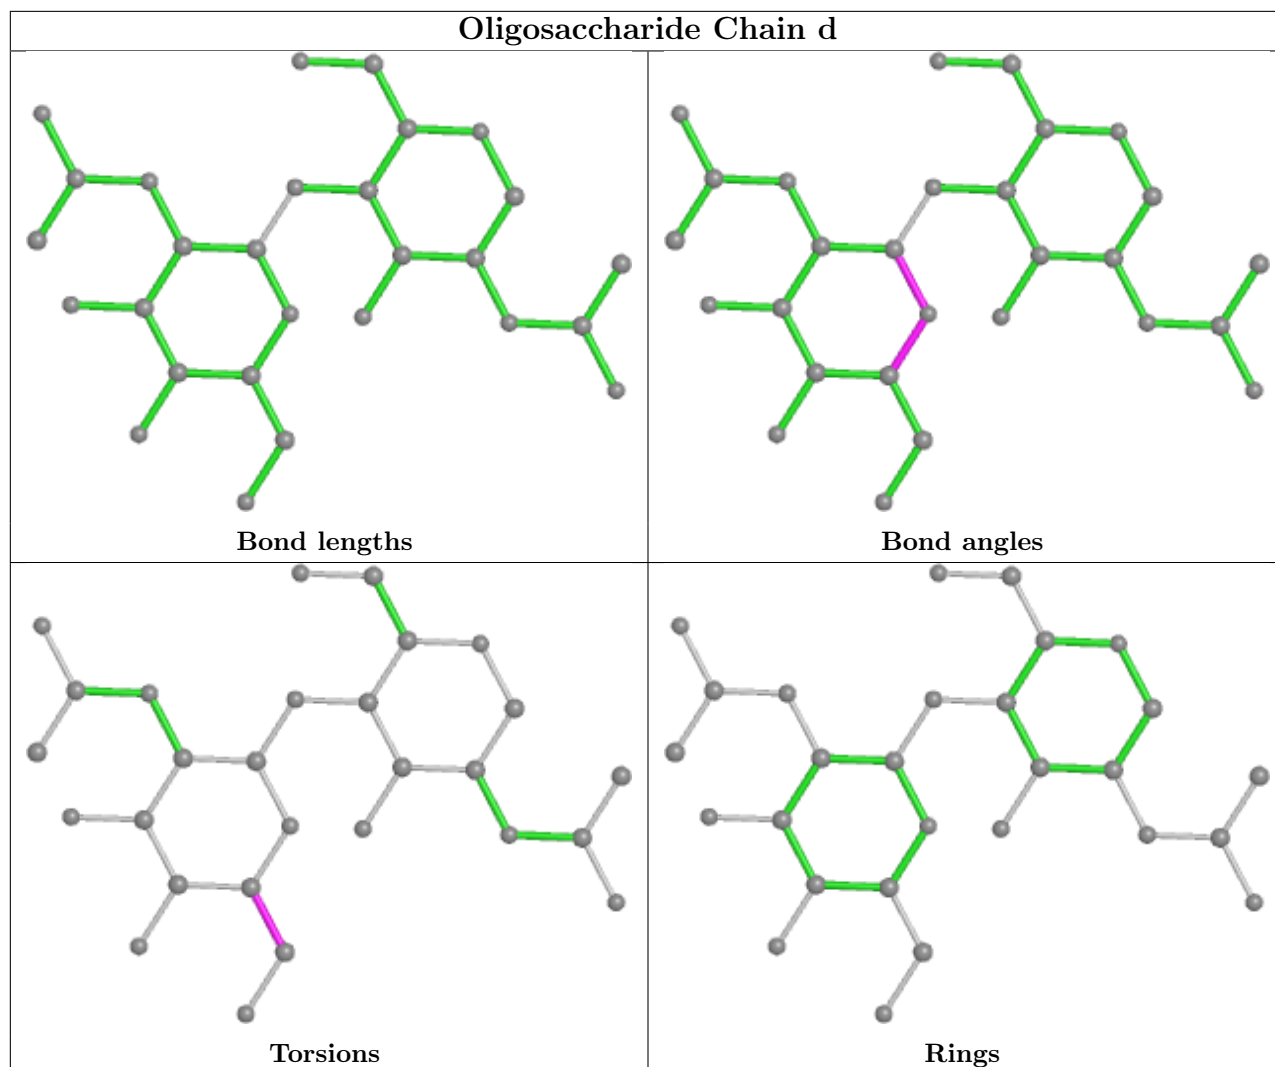 Oligosaccharide Chain d
Bond lengths
Bond angles
Torsions
Rings